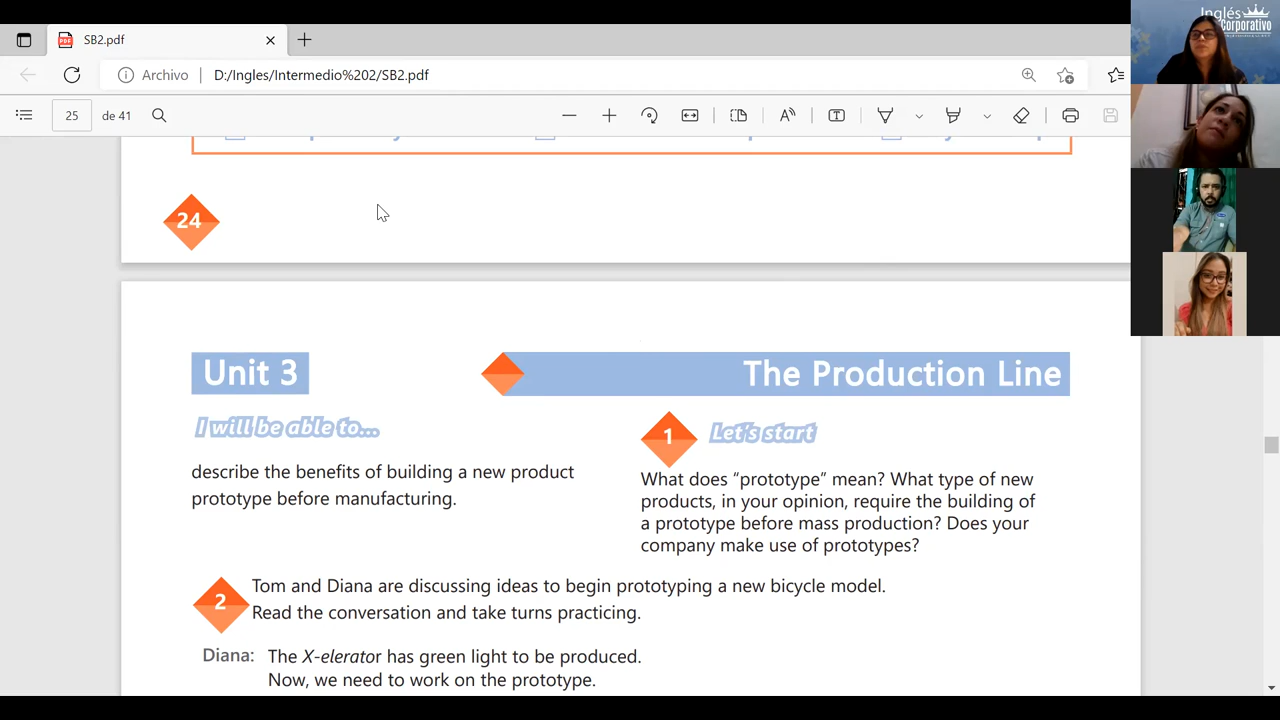 SB2.pdf
Archivo
D:/Ingles/Intermedio%202/SB2.pdf
25
de 41
24
Unit 3
The Production Line
I will be able to...
describe the benefits of building a new product
prototype before manufacturing.
1
Let's start
What does “prototype” mean? What type of new
products, in your opinion, require the building of
a prototype before mass production? Does your
company make use of prototypes?
2
Tom and Diana are discussing ideas to begin prototyping a new bicycle model.
Read the conversation and take turns practicing.
Diana: The X-elerator has green light to be produced.
Now, we need to work on the prototype.
Inglés
Corporativo